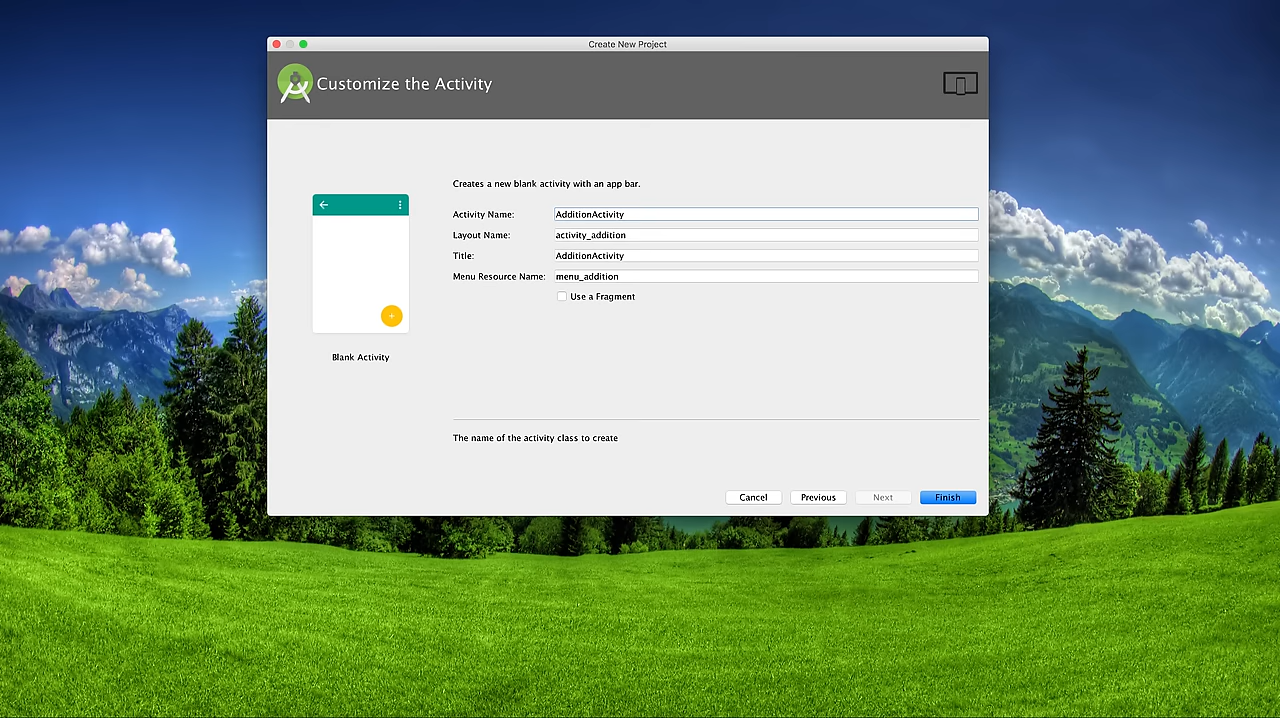 Create New Project
Customize the Activity
Creates a new blank activity with an app bar.
Activity Name: AdditionActivity
Layout Name: activity_addition
Title: AdditionActivity
Menu Resource Name: menu_addition
Use a Fragment
Blank Activity
The name of the activity class to create
Cancel Previous Next Finish